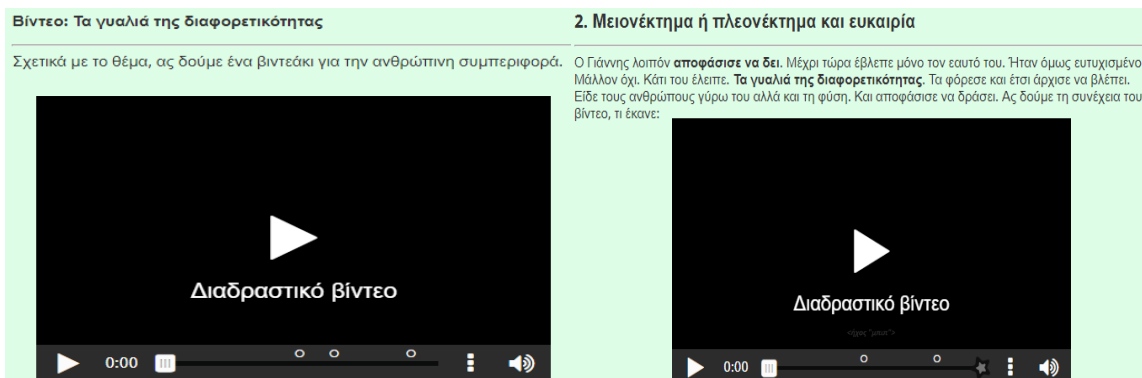 Βίντεο: Τα γυαλιά της διαφορετικότητας
Σχετικά με το θέμα, ας δούμε ένα βιντεάκι για την ανθρώπινη συμπεριφορά.
Διαδραστικό βίντεο
0:00
2. Μειονέκτημα ή πλεονέκτημα και ευκαιρία
Ο Γιάννης λοιπόν αποφάσισε να δει. Μέχρι τώρα έβλεπε μόνο τον εαυτό του. Ήταν όμως ευτυχισμένο
Μάλλον όχι. Κάτι του έλειπε. Τα γυαλιά της διαφορετικότητας. Τα φόρεσε και έτσι άρχισε να βλέπει.
Είδε τους ανθρώπους γύρω του αλλά και τη φύση. Και αποφάσισε να δράσει. Ας δούμε τη συνέχεια του
βίντεο, τι έκανε:
Διαδραστικό βίντεο
0:00